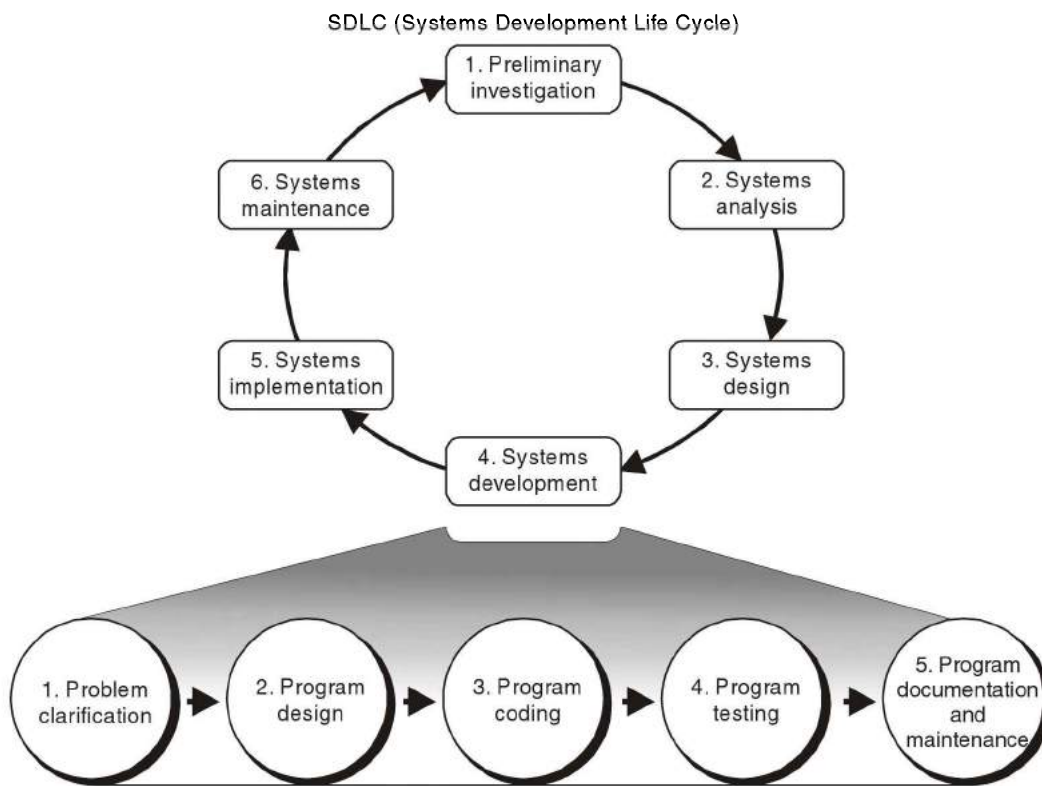 SDLC (Systems Development Life Cycle)
1. Preliminary
investigation
2. Systems
analysis
3. Systems
design
4. Systems
development
5. Systems
implementation
6. Systems
maintenance
1. Problem
clarification
2. Program
design
3. Program
coding
4. Program
testing
5. Program
documentation
and
maintenance